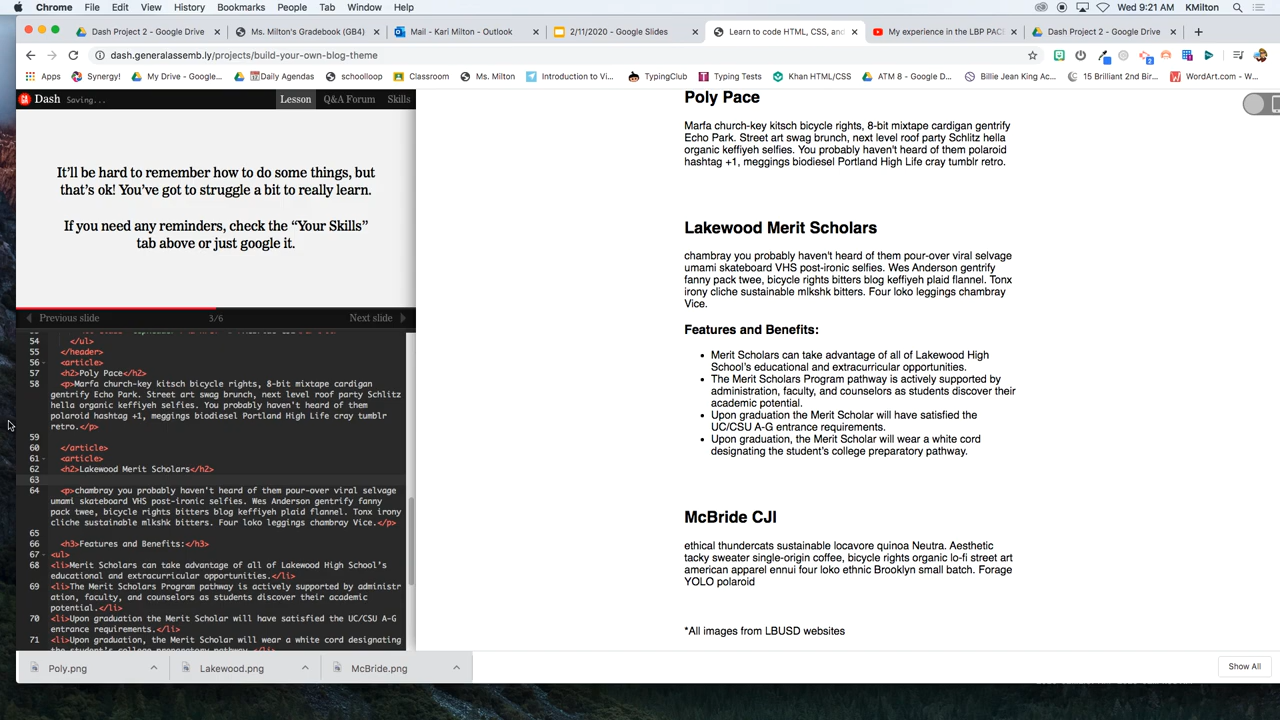 Chrome File Edit View History Bookmarks People Tab Window Help Wed 9:21 AM KMilton
Dash Project 2 - Google Drive × Ms. Milton's Gradebook (GB4) × Mail - Kari Milton - Outlook × 2/11/2020 - Google Slides × Learn to code HTML, CSS, and × My experience in the LBP PAC × Dash Project 2 - Google Drive × +
dash.generalassemb.ly/projects/build-your-own-blog-theme
Apps Synergy! My Drive - Google... Daily Agendas schoolloop Classroom Ms. Milton Introduction to Vi... TypingClub Typing Tests Khan HTML/CSS ATM 8 - Google D... Billie Jean King Ac... 15 Brilliant 2nd Bir... WordArt.com - W...
Dash Saving... Lesson Q&A Forum Skills
It'll be hard to remember how to do some things, but
that's ok! You've got to struggle a bit to really learn.
If you need any reminders, check the “Your Skills”
tab above or just google it.
Previous slide 3/6 Next slide
54 </ul>
55 </header>
56 <article>
57 <h2>Poly Pace</h2>
58 <p>Marfa church-key kitsch bicycle rights, 8-bit mixtape cardigan
gentrify Echo Park. Street art swag brunch, next level roof party Schlitz
hella organic keffiyeh selfies. You probably haven't heard of them
polaroid hashtag +1, meggings biodiesel Portland High Life cray tumblr
retro.</p>
59
60 </article>
61 <article>
62 <h2>Lakewood Merit Scholars</h2>
63
64 <p>chambray you probably haven't heard of them pour-over viral selvage
umami skateboard VHS post-ironic selfies. Wes Anderson gentrify fanny
pack twee, bicycle rights bitters blog keffiyeh plaid flannel. Tonx irony
cliche sustainable mlkshk bitters. Four loko leggings chambray Vice.</p>
65
66 <h3>Features and Benefits:</h3>
67 <ul>
68 <li>Merit Scholars can take advantage of all of Lakewood High School’s
educational and extracurricular opportunities.</li>
69 <li>The Merit Scholars Program pathway is actively supported by administr
ation, faculty, and counselors as students discover their academic
potential.</li>
70 <li>Upon graduation the Merit Scholar will have satisfied the UC/CSU A-G
entrance requirements.</li>
71 <li>Upon graduation, the Merit Scholar will wear a white cord designating
Poly Pace
Marfa church-key kitsch bicycle rights, 8-bit mixtape cardigan gentrify
Echo Park. Street art swag brunch, next level roof party Schlitz hella
organic keffiyeh selfies. You probably haven't heard of them polaroid
hashtag +1, meggings biodiesel Portland High Life cray tumblr retro.
Lakewood Merit Scholars
chambray you probably haven't heard of them pour-over viral selvage
umami skateboard VHS post-ironic selfies. Wes Anderson gentrify
fanny pack twee, bicycle rights bitters blog keffiyeh plaid flannel. Tonx
irony cliche sustainable mlkshk bitters. Four loko leggings chambray
Vice.
Features and Benefits:
• Merit Scholars can take advantage of all of Lakewood High
School’s educational and extracurricular opportunities.
• The Merit Scholars Program pathway is actively supported by
administration, faculty, and counselors as students discover their
academic potential.
• Upon graduation the Merit Scholar will have satisfied the
UC/CSU A-G entrance requirements.
• Upon graduation, the Merit Scholar will wear a white cord
designating the student’s college preparatory pathway.
McBride CJI
ethical thundercats sustainable locavore quinoa Neutra. Aesthetic
tacky sweater single-origin coffee, bicycle rights organic lo-fi street art
american apparel ennui four loko ethnic Brooklyn small batch. Forage
YOLO polaroid
*All images from LBUSD websites
Poly.png Lakewood.png McBride.png Show All